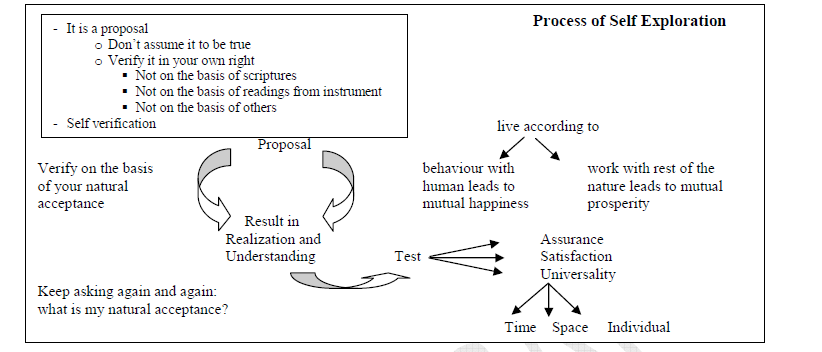 Process of Self Exploration
- It is a proposal
o Don't assume it to be true
o Verify it in your own right
▪ Not on the basis of scriptures
▪ Not on the basis of readings from instrument
▪ Not on the basis of others
- Self verification
Proposal
Verify on the basis
of your natural
acceptance
live according to
behaviour with
human leads to
mutual happiness
work with rest of the
nature leads to mutual
prosperity
Result in
Realization and
Understanding
Test
Assurance
Satisfaction
Universality
Keep asking again and again:
what is my natural acceptance?
Time Space Individual